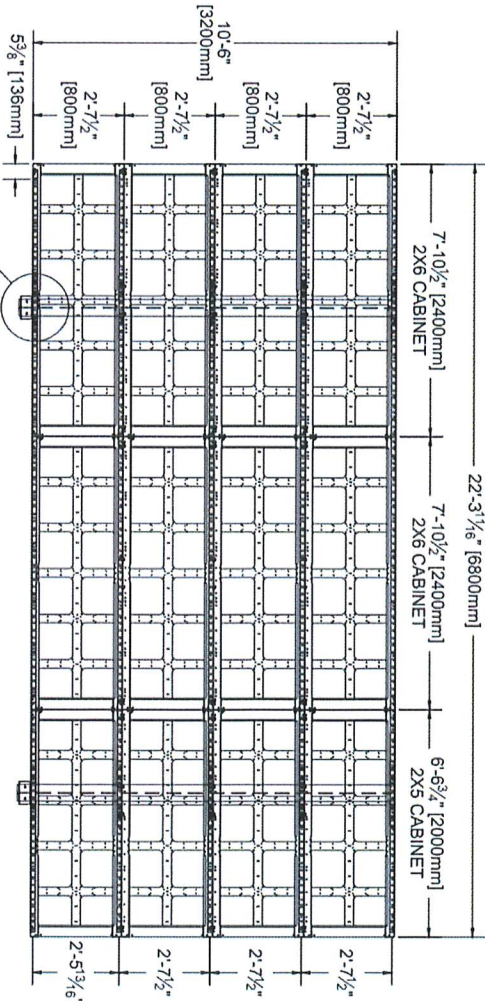 22'-3¹¹⁄₁₆" [6800mm]
7'-10½" [2400mm]
2X6 CABINET
7'-10½" [2400mm]
2X6 CABINET
6'-6¾" [2000mm]
2X5 CABINET
10'-6"
[3200mm]
2'-7½"
[800mm]
2'-7½"
[800mm]
2'-7½"
[800mm]
2'-7½"
[800mm]
5⅜" [136mm]
2'-7½"
2'-7½"
2'-7½"
2'-5¹³⁄₁₆"